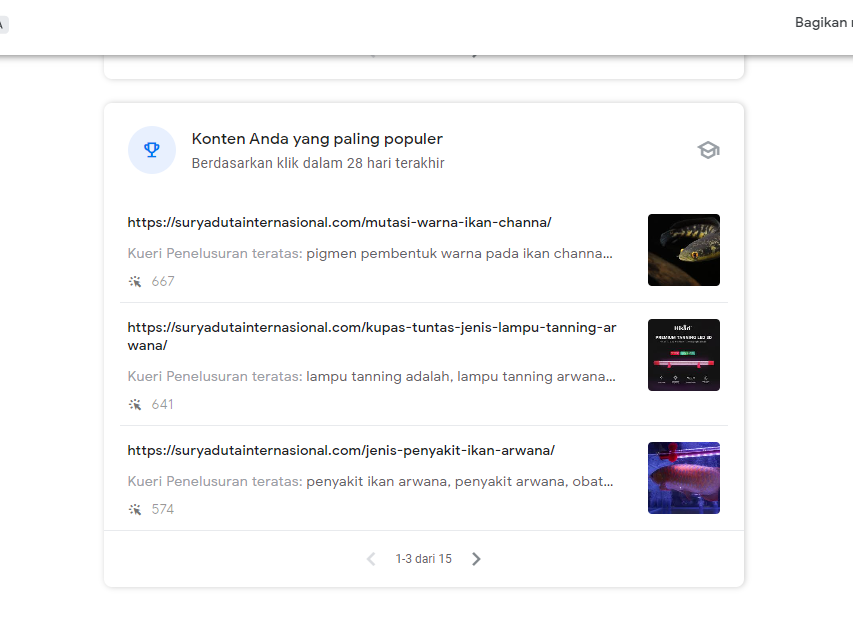 Bagikan
Konten Anda yang paling populer
Berdasarkan klik dalam 28 hari terakhir
https://suryadutainternasional.com/mutasi-warna-ikan-channa/
Kueri Penelusuran teratas: pigmen pembentuk warna pada ikan channa...
667
https://suryadutainternasional.com/kupas-tuntas-jenis-lampu-tanning-ar
wana/
Kueri Penelusuran teratas: lampu tanning adalah, lampu tanning arwana...
641
https://suryadutainternasional.com/jenis-penyakit-ikan-arwana/
Kueri Penelusuran teratas: penyakit ikan arwana, penyakit arwana, obat...
574
1-3 dari 15